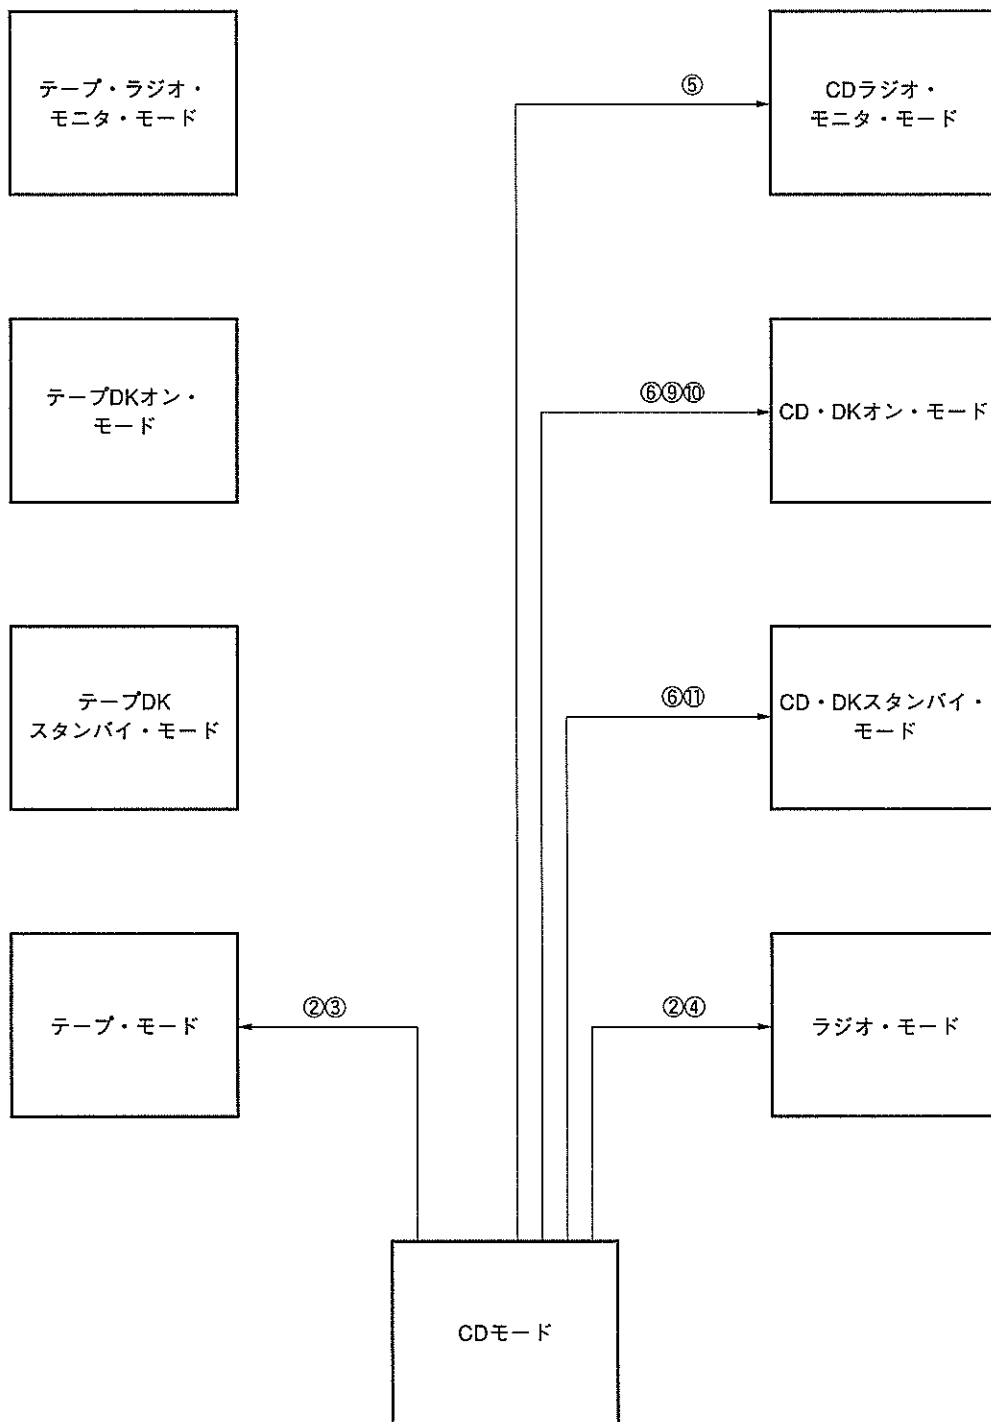 テープ・ラジオ・
モニタ・モード
⑤
CDラジオ・
モニタ・モード
テープDKオン・
モード
⑥⑨⑩
CD・DKオン・モード
テープDK
スタンバイ・モード
⑥⑪
CD・DKスタンバイ・
モード
テープ・モード
②③
②④
ラジオ・モード
CDモード